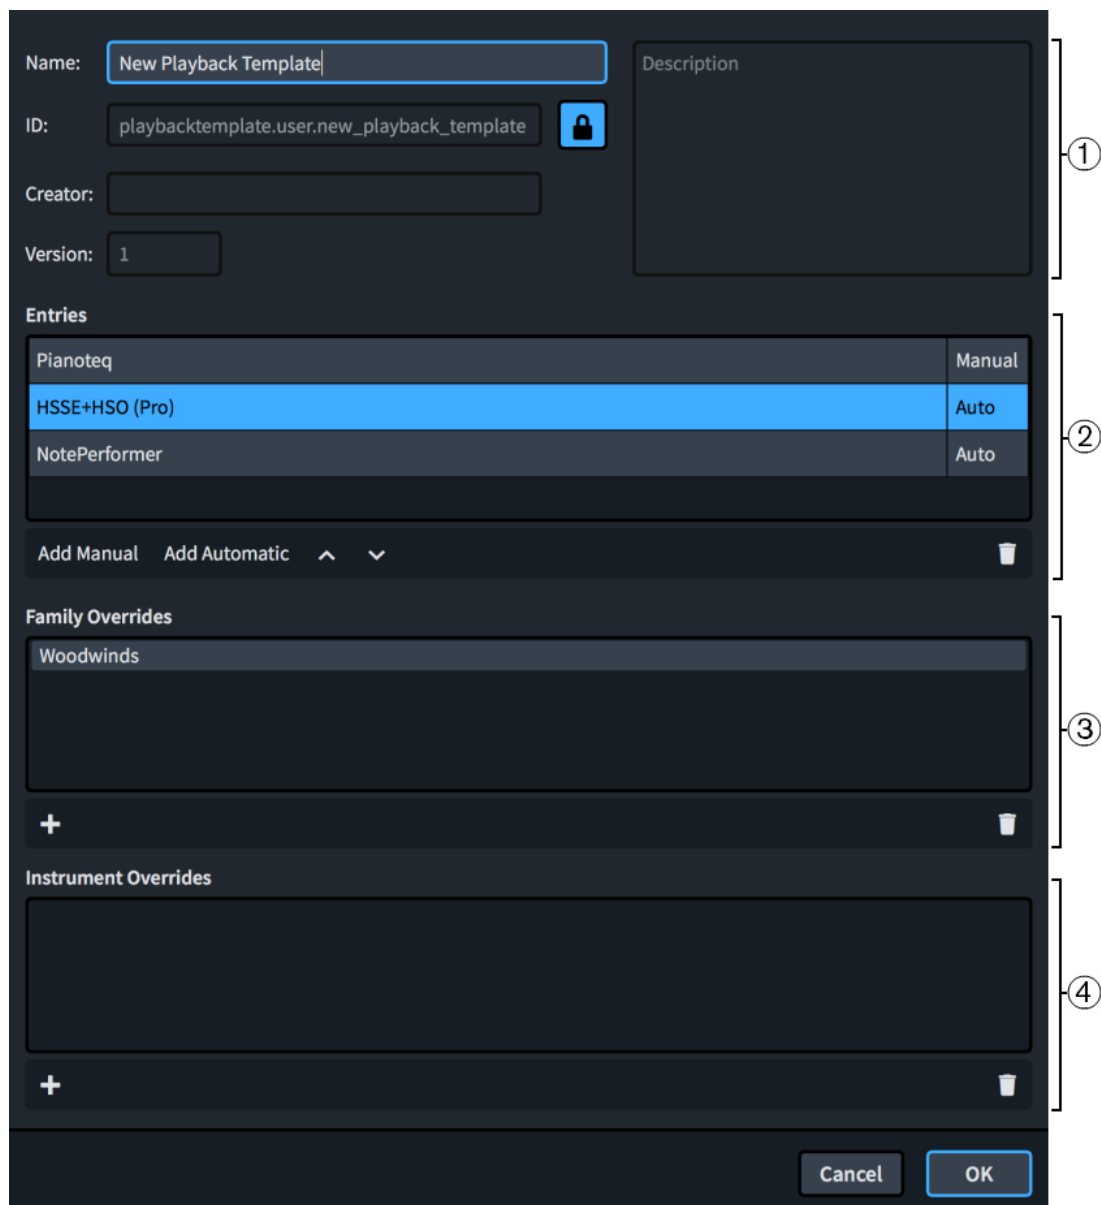 Name: New Playback Template Description
ID: playbacktemplate.user.new_playback_template
1
Creator:
Version: 1
Entries
Pianoteq Manual
HSSE+HSO (Pro) Auto
2
NotePerformer Auto
Add Manual Add Automatic
Family Overrides
Woodwinds
3
Instrument Overrides
4
Cancel OK